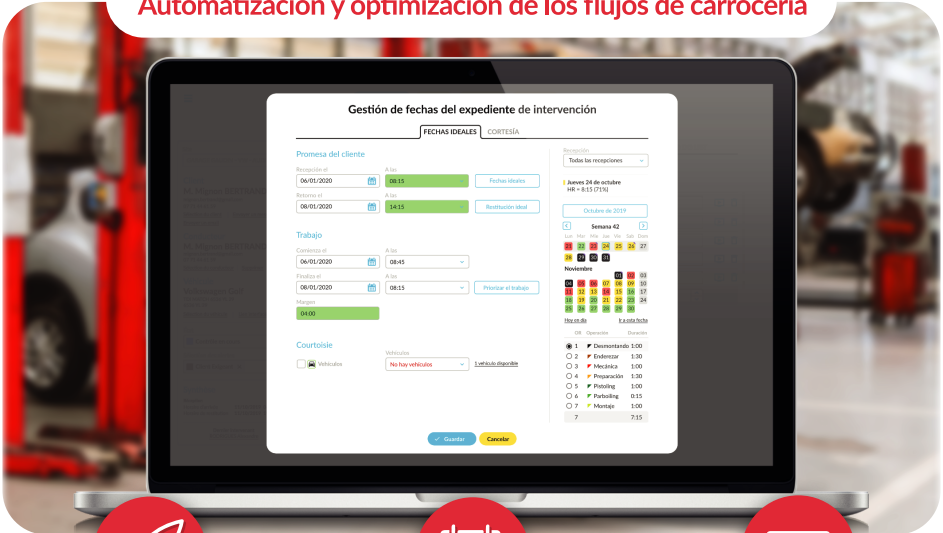 Automatización y optimización de los flujos de carrocería
Gestión de fechas del expediente de intervención
FECHAS IDEALES CORTESÍA
Promesa del cliente
Recepción el A las
06/01/2020 08:15 Fechas ideales
Retorno el A las
08/01/2020 14:15 Restitución ideal
Trabajo
Comienza el A las
06/01/2020 08:45
Finaliza el A las
08/01/2020 08:15 Priorizar el trabajo
Margen
04:00
Courtoisie
Vehículos
Vehículos No hay vehículos 1 vehículo disponible
Guardar Cancelar
Recepción
Todas las recepciones
Jueves 24 de octubre
HR = 8:15 (71%)
Octubre de 2019
Semana 42
Lun Mar Mié Jue Vie Sáb Dom
21 22 23 24 25 26 27
28 29 30 31
Noviembre
01 02 03
04 05 06 07 08 09 10
11 12 13 14 15 16 17
18 19 20 21 22 23 24
25 26 27 28 29 30
Hoy en día Ir a esta fecha
OR Operación Duración
1 Desmontando 1:00
2 Enderezar 1:30
3 Mecánica 1:00
4 Preparación 1:30
5 Pistoling 1:00
6 Parboiling 0:15
7 Montaje 1:00
7 7:15